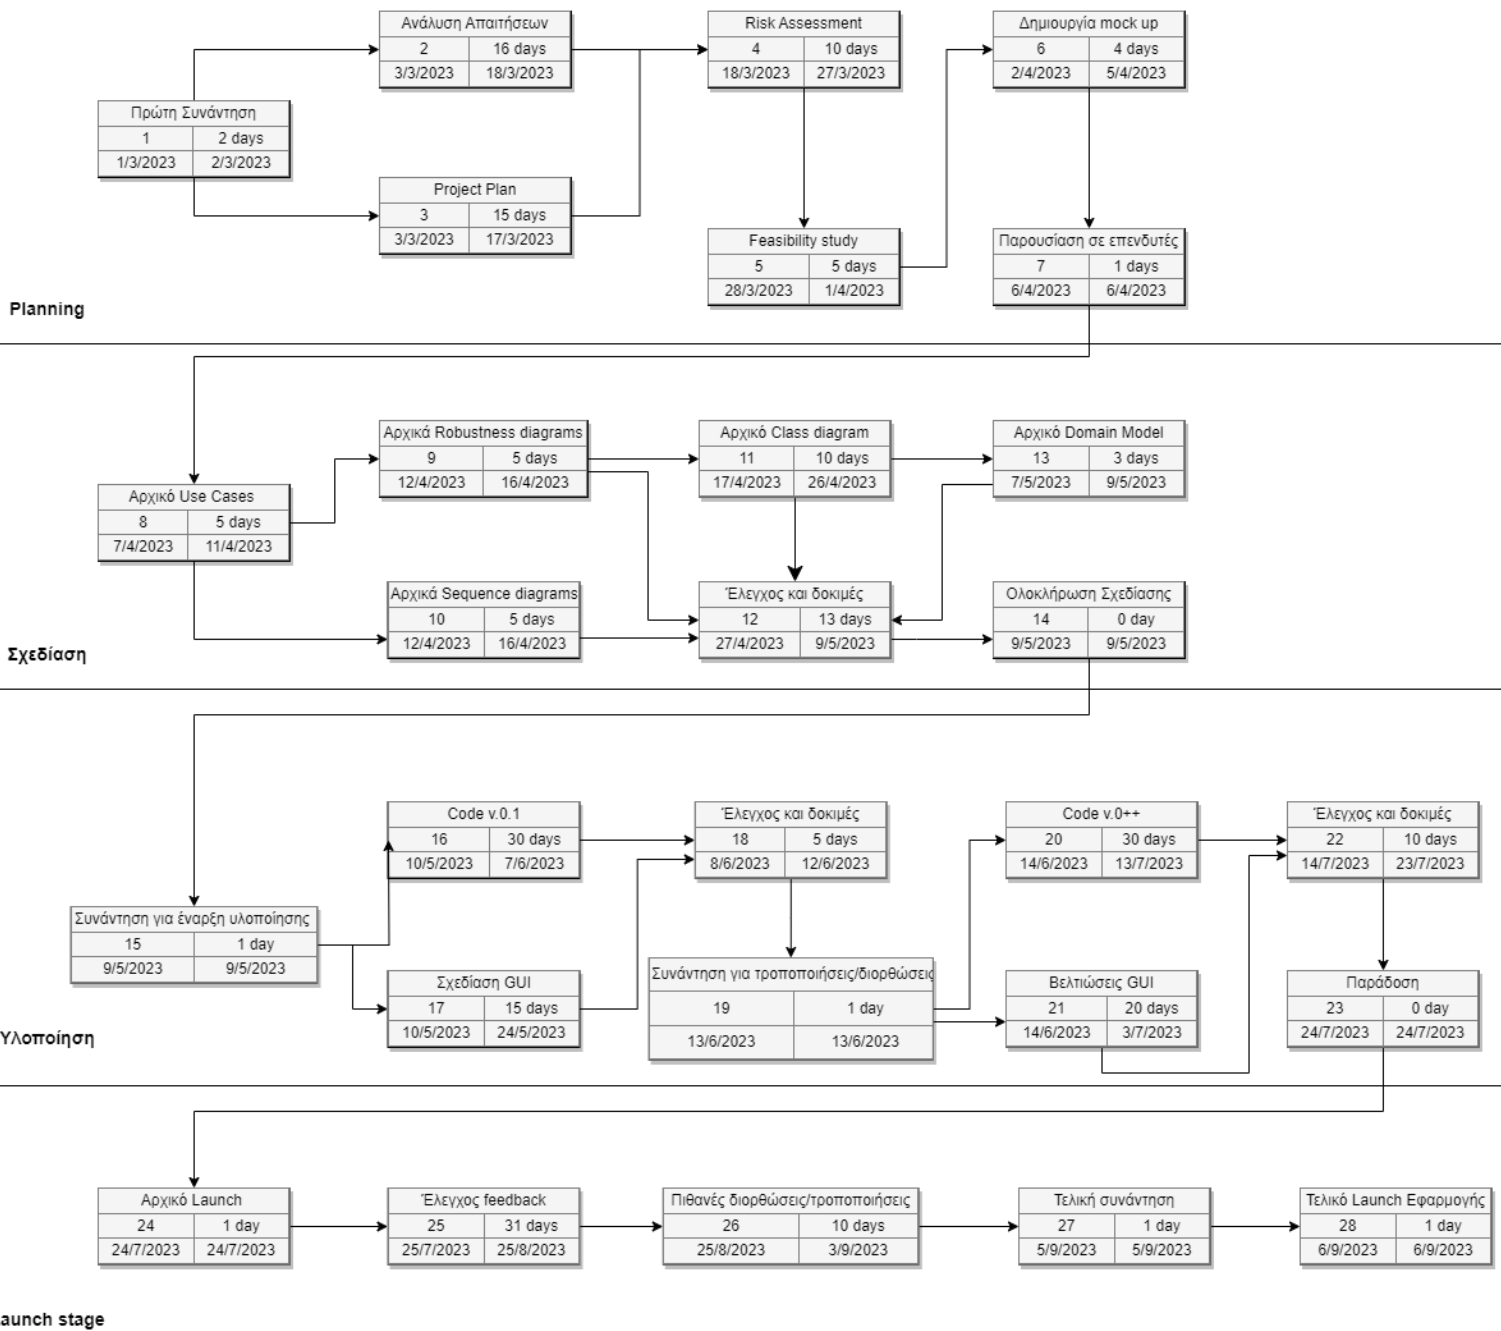 Ανάλυση Απαιτήσεων
2 16 days
3/3/2023 18/3/2023
Risk Assessment
4 10 days
18/3/2023 27/3/2023
Δημιουργία mock up
6 4 days
2/4/2023 5/4/2023
Πρώτη Συνάντηση
1 2 days
1/3/2023 2/3/2023
Project Plan
3 15 days
3/3/2023 17/3/2023
Feasibility study
5 5 days
28/3/2023 1/4/2023
Παρουσίαση σε επενδυτές
7 1 days
6/4/2023 6/4/2023
Planning
Αρχικά Robustness diagrams
9 5 days
12/4/2023 16/4/2023
Αρχικό Class diagram
11 10 days
17/4/2023 26/4/2023
Αρχικό Domain Model
13 3 days
7/5/2023 9/5/2023
Αρχικό Use Cases
8 5 days
7/4/2023 11/4/2023
Αρχικά Sequence diagrams
10 5 days
12/4/2023 16/4/2023
Έλεγχος και δοκιμές
12 13 days
27/4/2023 9/5/2023
Ολοκλήρωση Σχεδίασης
14 0 day
9/5/2023 9/5/2023
Σχεδίαση
Code v.0.1
16 30 days
10/5/2023 7/6/2023
Έλεγχος και δοκιμές
18 5 days
8/6/2023 12/6/2023
Code v.0++
20 30 days
14/6/2023 13/7/2023
Έλεγχος και δοκιμές
22 10 days
14/7/2023 23/7/2023
Συνάντηση για έναρξη υλοποίησης
15 1 day
9/5/2023 9/5/2023
Σχεδίαση GUI
17 15 days
10/5/2023 24/5/2023
Συνάντηση για τροποποιήσεις/διορθώσεις
19 1 day
13/6/2023 13/6/2023
Βελτιώσεις GUI
21 20 days
14/6/2023 3/7/2023
Παράδοση
23 0 day
24/7/2023 24/7/2023
Υλοποίηση
Αρχικό Launch
24 1 day
24/7/2023 24/7/2023
Έλεγχος feedback
25 31 days
25/7/2023 25/8/2023
Πιθανές διορθώσεις/τροποποιήσεις
26 10 days
25/8/2023 3/9/2023
Τελική συνάντηση
27 1 day
5/9/2023 5/9/2023
Τελικό Launch Εφαρμογής
28 1 day
6/9/2023 6/9/2023
aunch stage